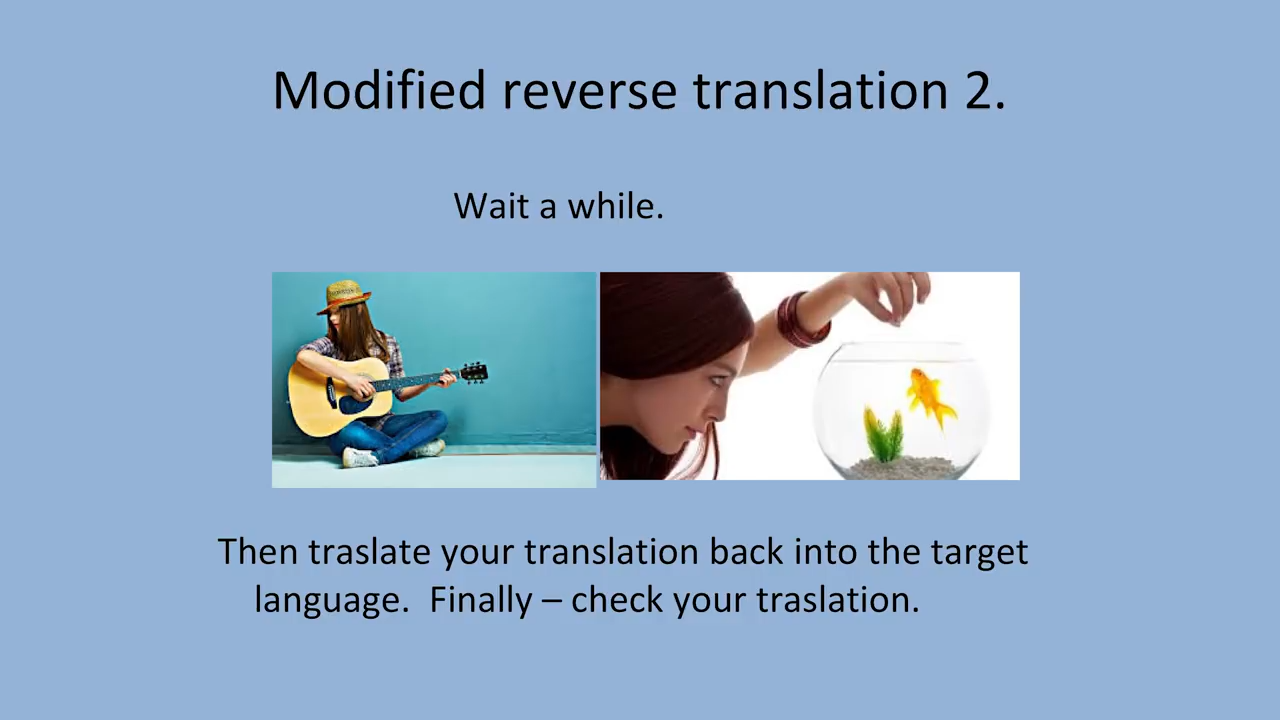 Modified reverse translation 2.
Wait a while.
Then traslate your translation back into the target
language.  Finally – check your traslation.